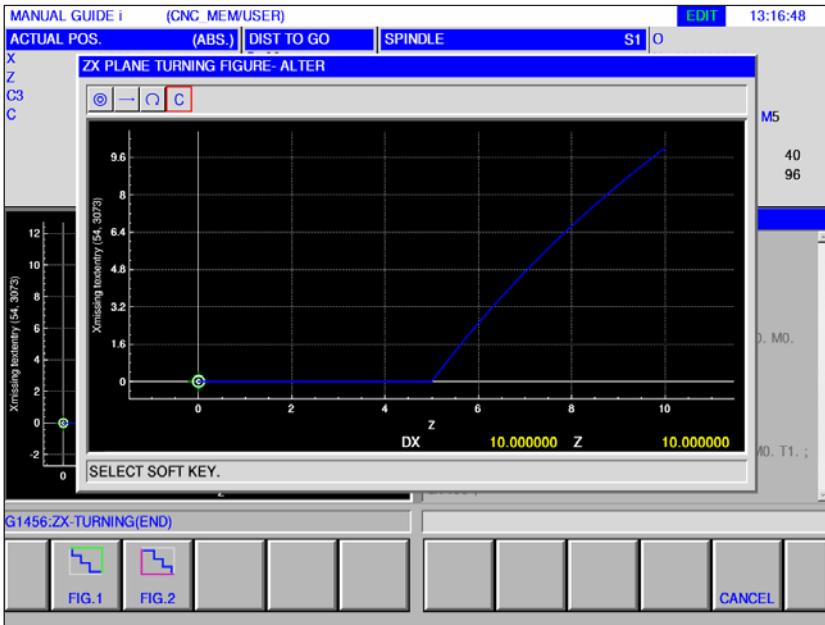 MANUAL GUIDE i (CNC_MEM/USER) EDIT 13:16:48
ACTUAL POS. (ABS.) DIST TO GO SPINDLE S1 O
X
Z
C3
C
M5
40
96
ZX PLANE TURNING FIGURE- ALTER
C
Xmissing textentry (54, 3073)
9.6
8
6.4
4.8
3.2
1.6
0
0 2 4 6 8 10
Z
DX 10.000000 Z 10.000000
SELECT SOFT KEY.
Xmissing textentry (54, 3073)
12
10
8
6
4
2
0
-2
0
0. M0.
M0. T1. ;
G1456:ZX-TURNING(END)
FIG.1 FIG.2 CANCEL